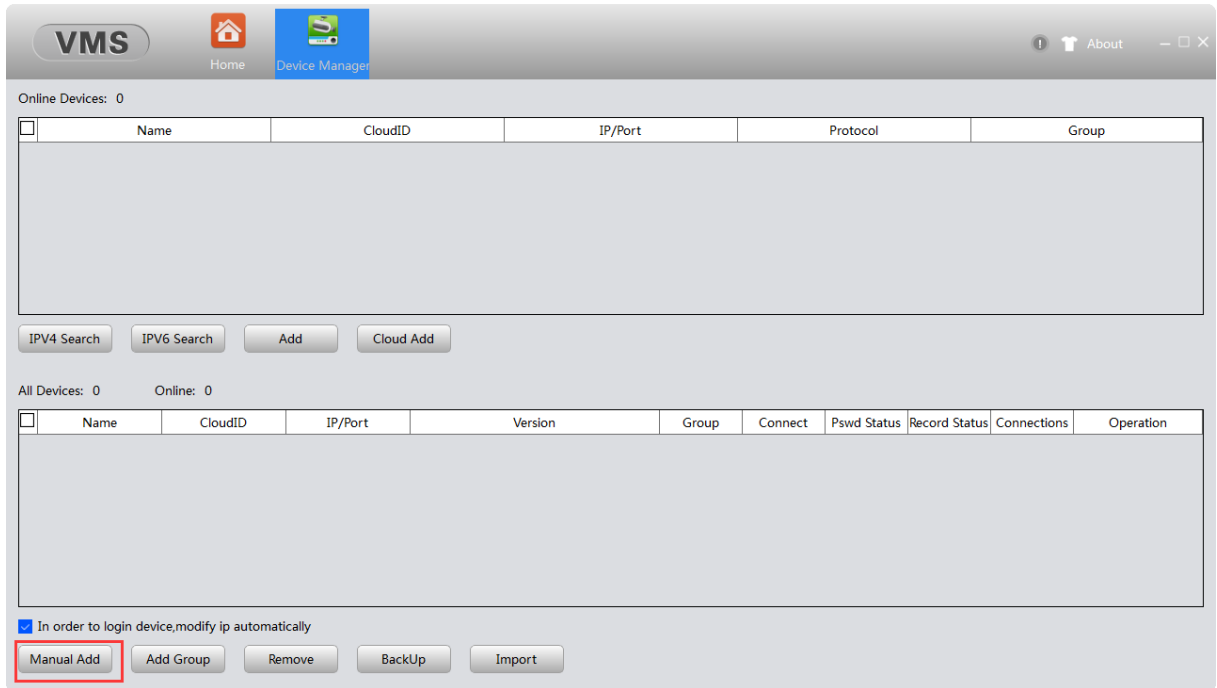 VMS
Home
Device Manager
About
Online Devices: 0
Name CloudID IP/Port Protocol Group
IPV4 Search IPV6 Search Add Cloud Add
All Devices: 0 Online: 0
Name CloudID IP/Port Version Group Connect Pswd Status Record Status Connections Operation
In order to login device,modify ip automatically
Manual Add Add Group Remove BackUp Import